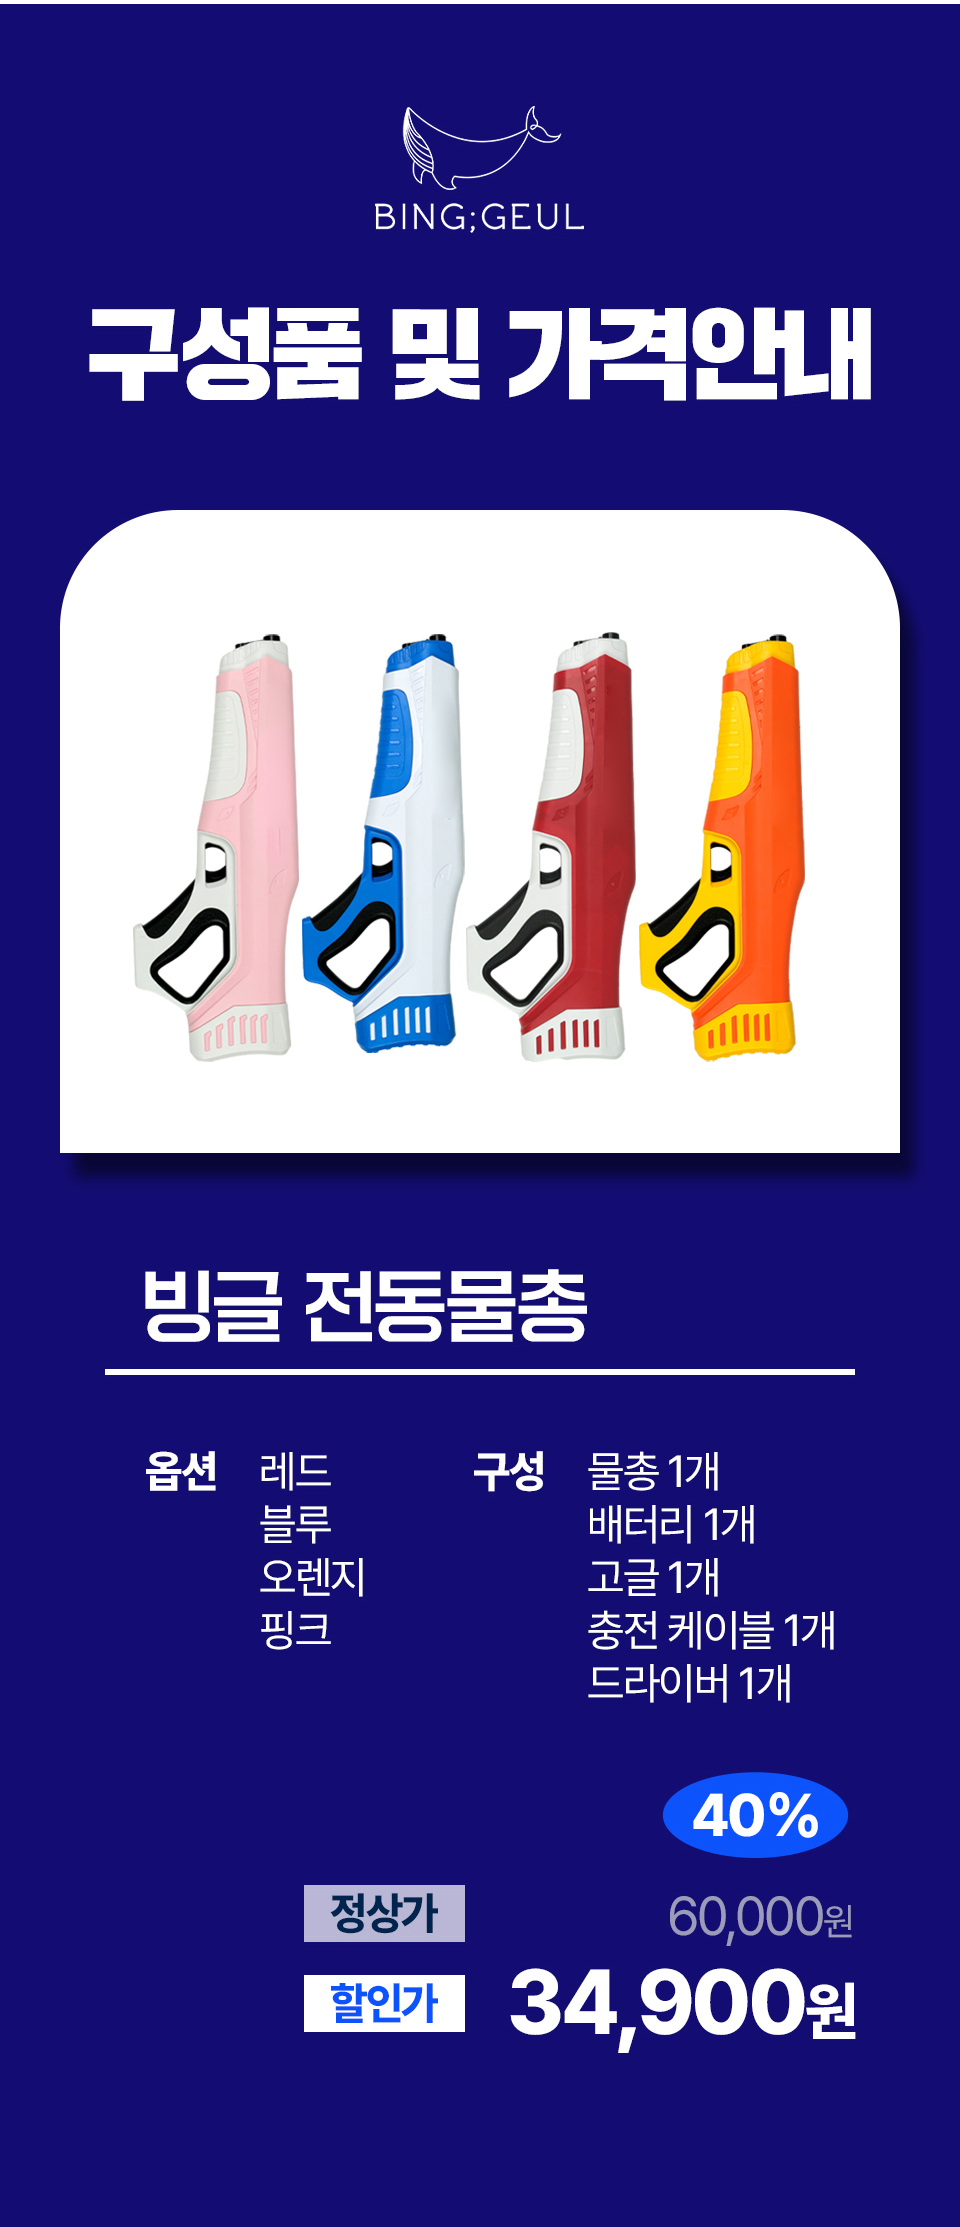 BING;GEUL
구성품 및 가격안내
빙글 전동물총
옵션
레드
블루
오렌지
핑크
구성
물총 1개
배터리 1개
고글 1개
충전 케이블 1개
드라이버 1개
40%
정상가 60,000원
할인가 34,900원